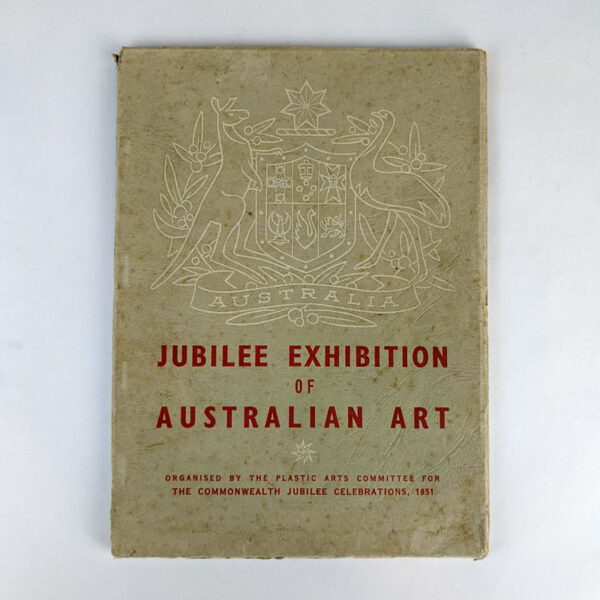 AUSTRALIA
JUBILEE EXHIBITION
OF
AUSTRALIAN ART
ORGANISED BY THE PLASTIC ARTS COMMITTEE FOR
THE COMMONWEALTH JUBILEE CELEBRATIONS, 1951